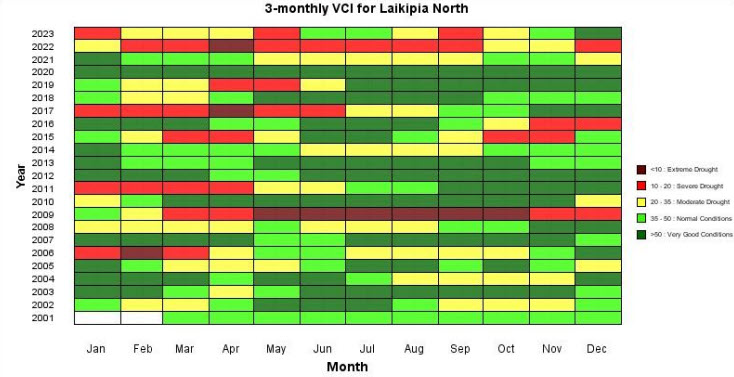 3-monthly VCI for Laikipia North
2023
2022
2021
2020
2019
2018
2017
2016
2015
2014
2013
2012
2011
2010
2009
2008
2007
2006
2005
2004
2003
2002
2001
Year
Jan Feb Mar Apr May Jun Jul Aug Sep Oct Nov Dec
Month
<10 : Extreme Drought
10 - 20 : Severe Drought
20 - 35 : Moderate Drought
35 - 50 : Normal Conditions
>50 : Very Good Conditions